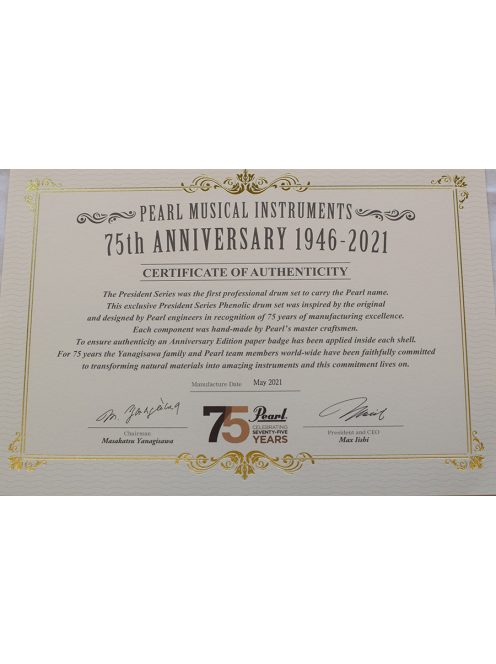 PEARL MUSICAL INSTRUMENTS
75th ANNIVERSARY 1946-2021
CERTIFICATE OF AUTHENTICITY
The President Series was the first professional drum set to carry the Pearl name.
This exclusive President Series Phenolic drum set was inspired by the original
and designed by Pearl engineers in recognition of 75 years of manufacturing excellence.
Each component was hand-made by Pearl's master craftsmen.
To ensure authenticity an Anniversary Edition paper badge has been applied inside each shell.
For 75 years the Yanagisawa family and Pearl team members world-wide have been faithfully committed
to transforming natural materials into amazing instruments and this commitment lives on.
Manufacture Date May 2021
M. Yanagisawa
Chairman
Masakatsu Yanagisawa
75 Pearl
CELEBRATING
SEVENTY-FIVE
YEARS
President and CEO
Max Iishi